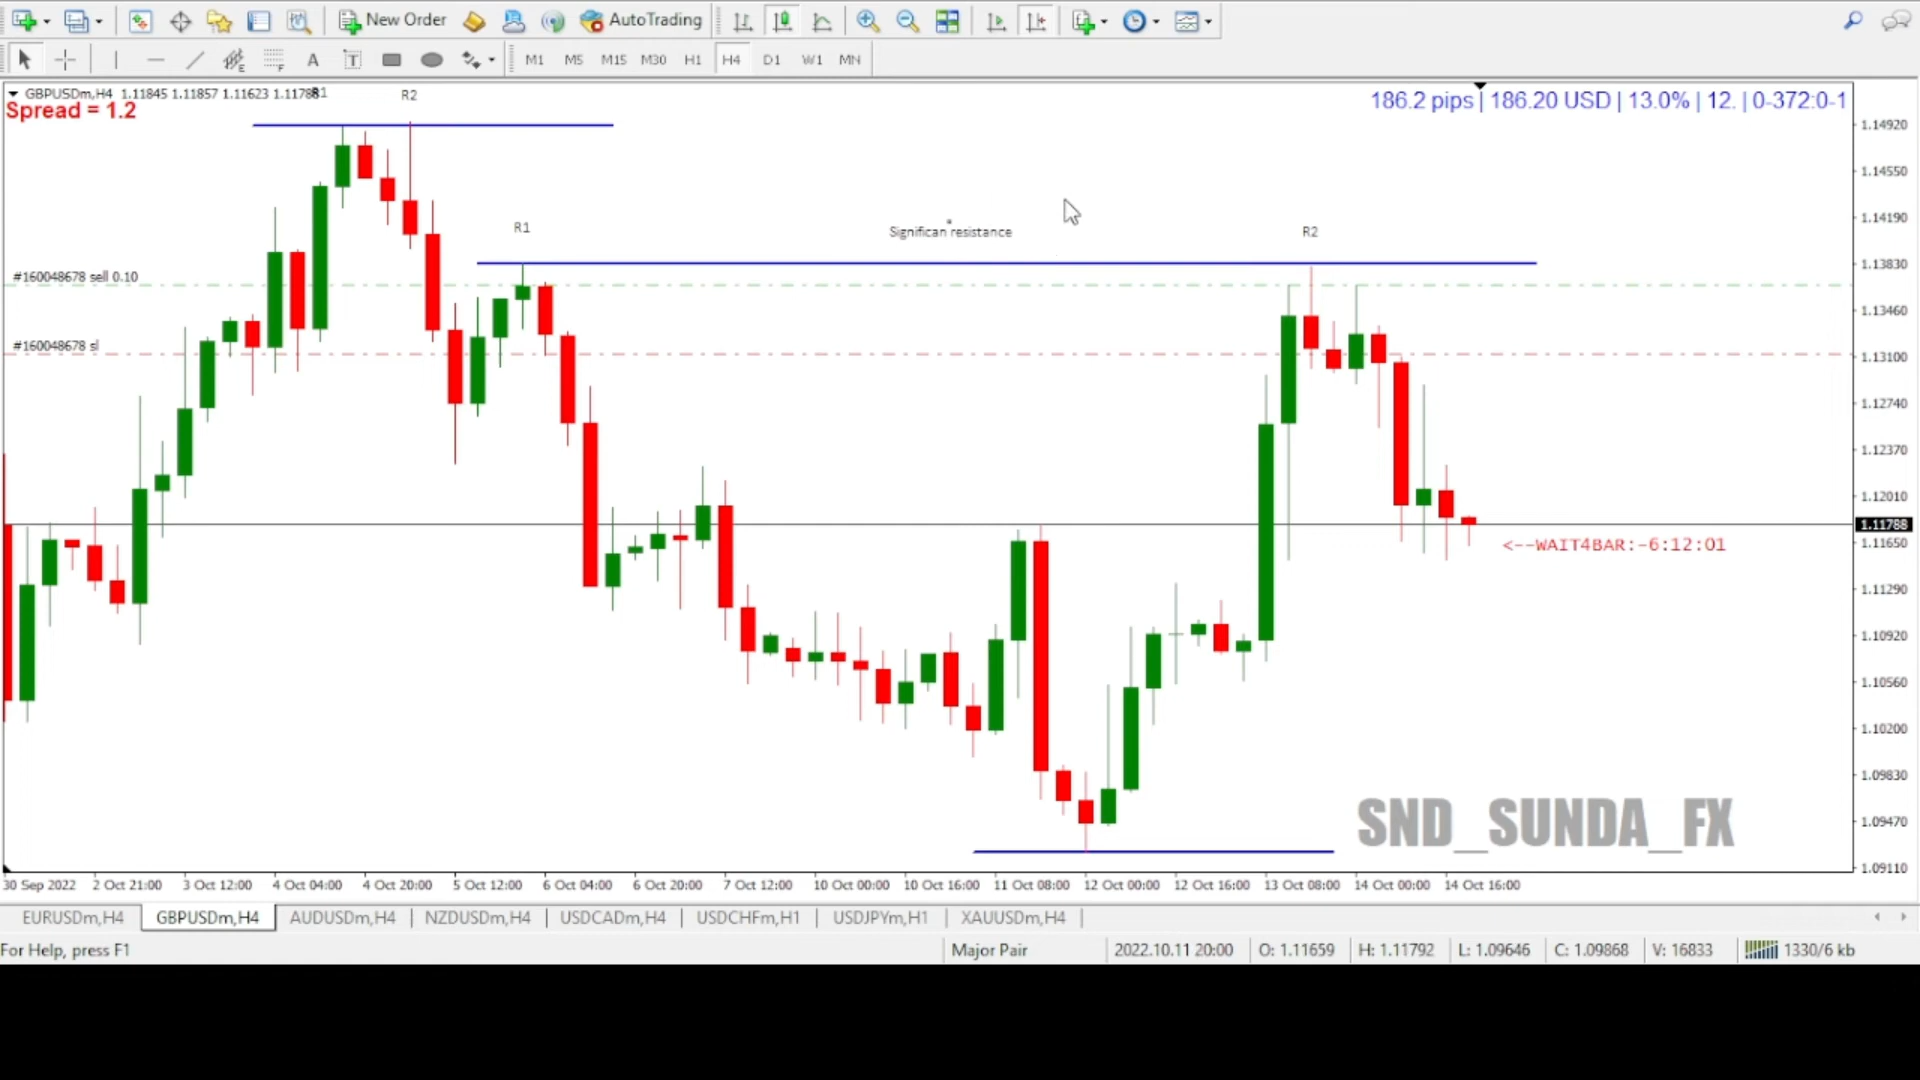 New Order AutoTrading
M1 M5 M15 M30 H1 H4 D1 W1 MN
GBPUSDm,H4 1.11845 1.11857 1.11623 1.11788
R1
R2
186.2 pips | 186.20 USD | 13.0% | 12. | 0-372:0-1
Spread = 1.2
1.14920
1.14550
1.14190
R1
Significan resistance
R2
1.13830
#160048678 sell 0.10
1.13460
#160048678 sl
1.13100
1.12740
1.12370
1.12010
1.11788
<--WAIT4BAR:-6:12:01
1.11650
1.11290
1.10920
1.10560
1.10200
1.09830
SND_SUNDA_FX
1.09470
1.09110
30 Sep 2022 2 Oct 21:00 3 Oct 12:00 4 Oct 04:00 4 Oct 20:00 5 Oct 12:00 6 Oct 04:00 6 Oct 20:00 7 Oct 12:00 10 Oct 00:00 10 Oct 16:00 11 Oct 08:00 12 Oct 00:00 12 Oct 16:00 13 Oct 08:00 14 Oct 00:00 14 Oct 16:00
EURUSDm,H4 GBPUSDm,H4 AUDUSDm,H4 NZDUSDm,H4 USDCADm,H4 USDCHFm,H1 USDJPYm,H1 XAUUSDm,H4
For Help, press F1 Major Pair 2022.10.11 20:00 O: 1.11659 H: 1.11792 L: 1.09646 C: 1.09868 V: 16833 1330/6 kb